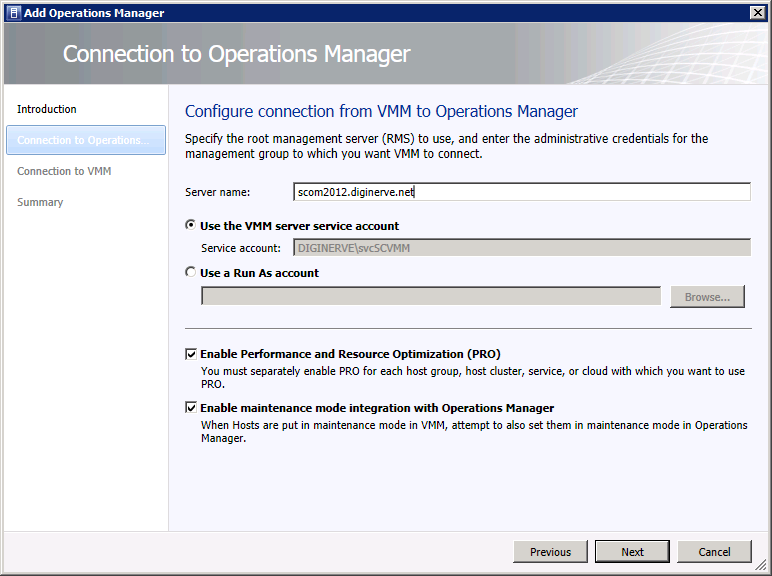 Add Operations Manager
Connection to Operations Manager
Introduction
Connection to Operations...
Connection to VMM
Summary
Configure connection from VMM to Operations Manager
Specify the root management server (RMS) to use, and enter the administrative credentials for the
management group to which you want VMM to connect.
Server name:
scom2012.diginerve.net
Use the VMM server service account
Service account:
DIGINERVE\svcSCVMM
Use a Run As account
Browse...
Enable Performance and Resource Optimization (PRO)
You must separately enable PRO for each host group, host cluster, service, or cloud with which you want to use
PRO.
Enable maintenance mode integration with Operations Manager
When Hosts are put in maintenance mode in VMM, attempt to also set them in maintenance mode in Operations
Manager.
Previous
Next
Cancel